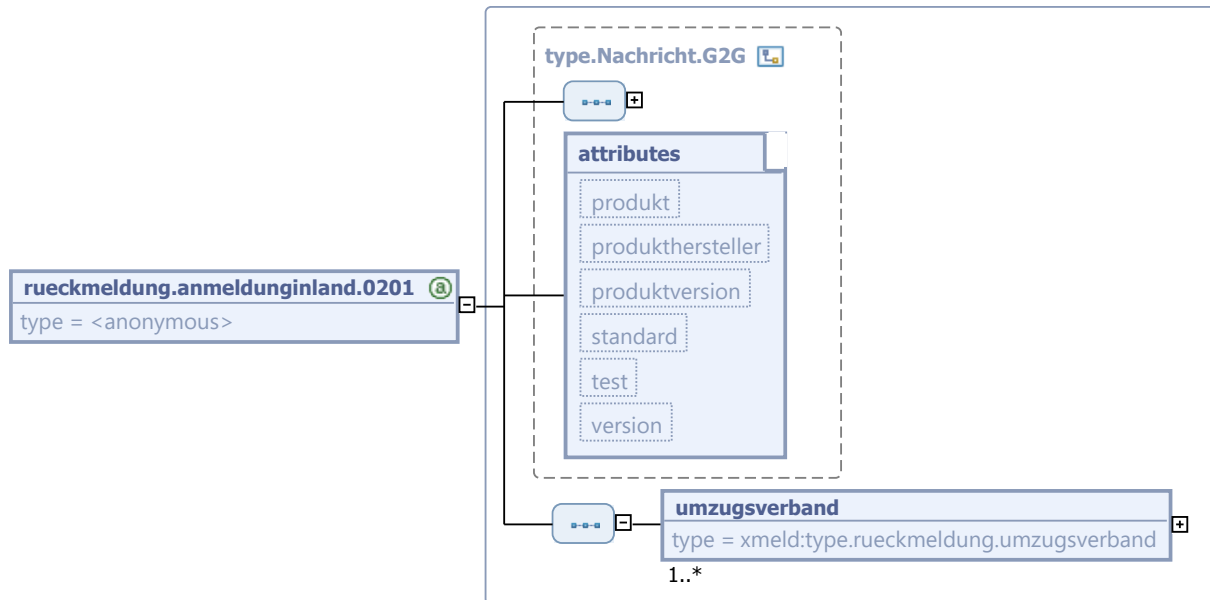 type.Nachricht.G2G
attributes
produkt
produkthersteller
produktversion
standard
test
version
rueckmeldung.anmeldunginland.0201 a
type = <anonymous>
umzugsverband
type = xmeld:type.rueckmeldung.umzugsverband
1..*